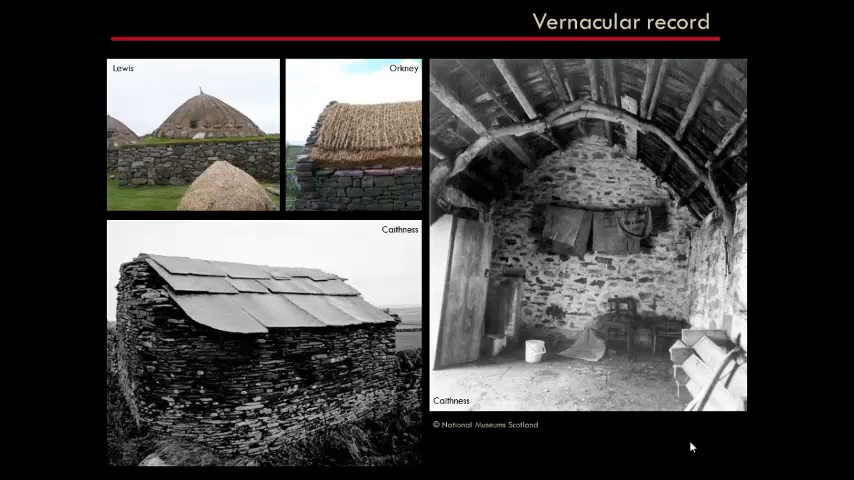 Vernacular record
Lewis
Orkney
Caithness
Caithness
© National Museums Scotland